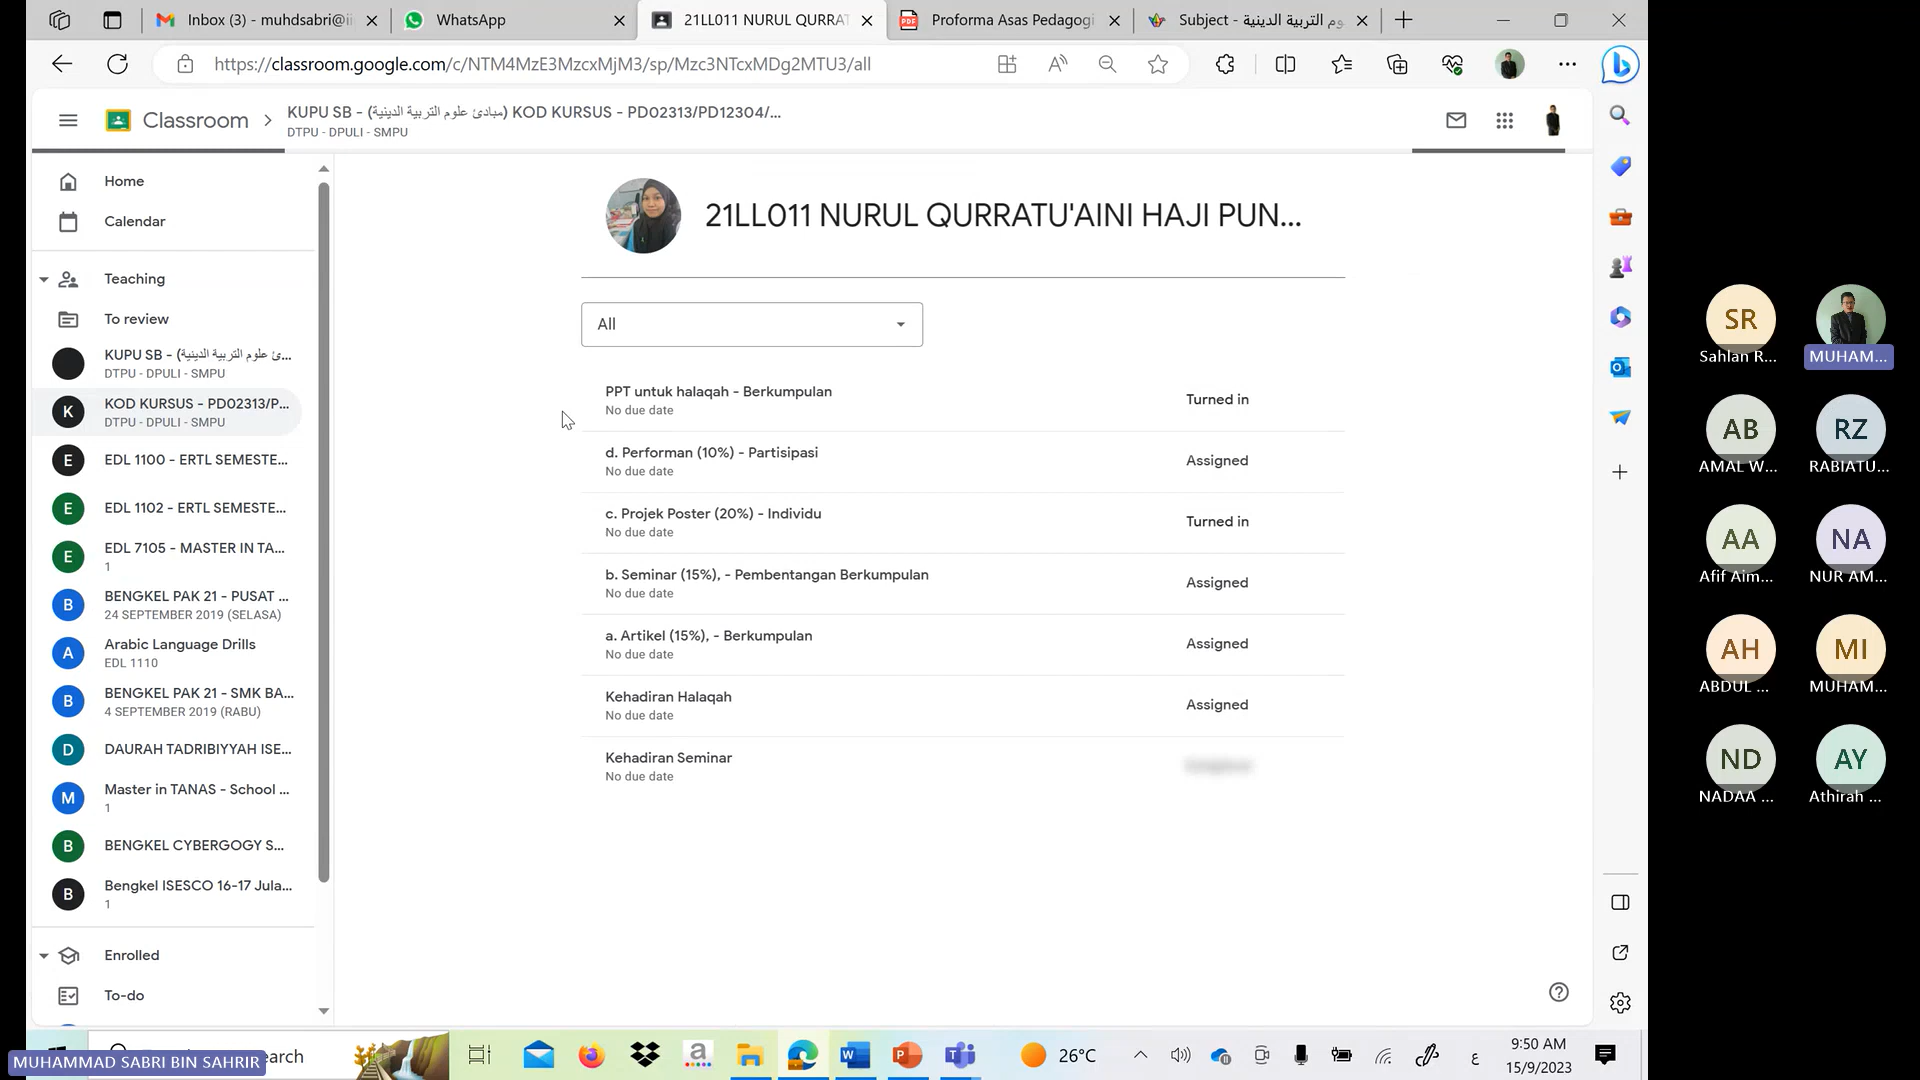 Inbox (3) - muhdsabri@ii
WhatsApp
21LL011 NURUL QURRAT
Proforma Asas Pedagogi
Subject - وم التربية الدينية
https://classroom.google.com/c/NTM4MzE3MzcxMjM3/sp/Mzc3NTcxMDg2MTU3/all
Classroom
KUPU SB - (مبادئ علوم التربية الدينية) KOD KURSUS - PD02313/PD12304/...
DTPU - DPULI - SMPU
Home
Calendar
Teaching
To review
KUPU SB - (ئ علوم التربية الدينية...
DTPU - DPULI - SMPU
K
KOD KURSUS - PD02313/P...
DTPU - DPULI - SMPU
E
EDL 1100 - ERTL SEMESTE...
E
EDL 1102 - ERTL SEMESTE...
E
EDL 7105 - MASTER IN TA...
1
B
BENGKEL PAK 21 - PUSAT ...
24 SEPTEMBER 2019 (SELASA)
A
Arabic Language Drills
EDL 1110
B
BENGKEL PAK 21 - SMK BA...
4 SEPTEMBER 2019 (RABU)
D
DAURAH TADRIBIYYAH ISE...
M
Master in TANAS - School ...
1
B
BENGKEL CYBERGOGY S...
B
Bengkel ISESCO 16-17 Jula...
1
Enrolled
To-do
21LL011 NURUL QURRATU'AINI HAJI PUN...
All
PPT untuk halaqah - Berkumpulan
No due date
Turned in
d. Performan (10%) - Partisipasi
No due date
Assigned
c. Projek Poster (20%) - Individu
No due date
Turned in
b. Seminar (15%), - Pembentangan Berkumpulan
No due date
Assigned
a. Artikel (15%), - Berkumpulan
No due date
Assigned
Kehadiran Halaqah
No due date
Assigned
Kehadiran Seminar
No due date
SR
Sahlan R...
MUHAM...
AB
AMAL W...
RZ
RABIATU...
AA
Afif Aim...
NA
NUR AM...
AH
ABDUL ...
MI
MUHAM...
ND
NADAA ...
AY
Athirah ...
MUHAMMAD SABRI BIN SAHRIR
earch
26°C
ع
9:50 AM
15/9/2023